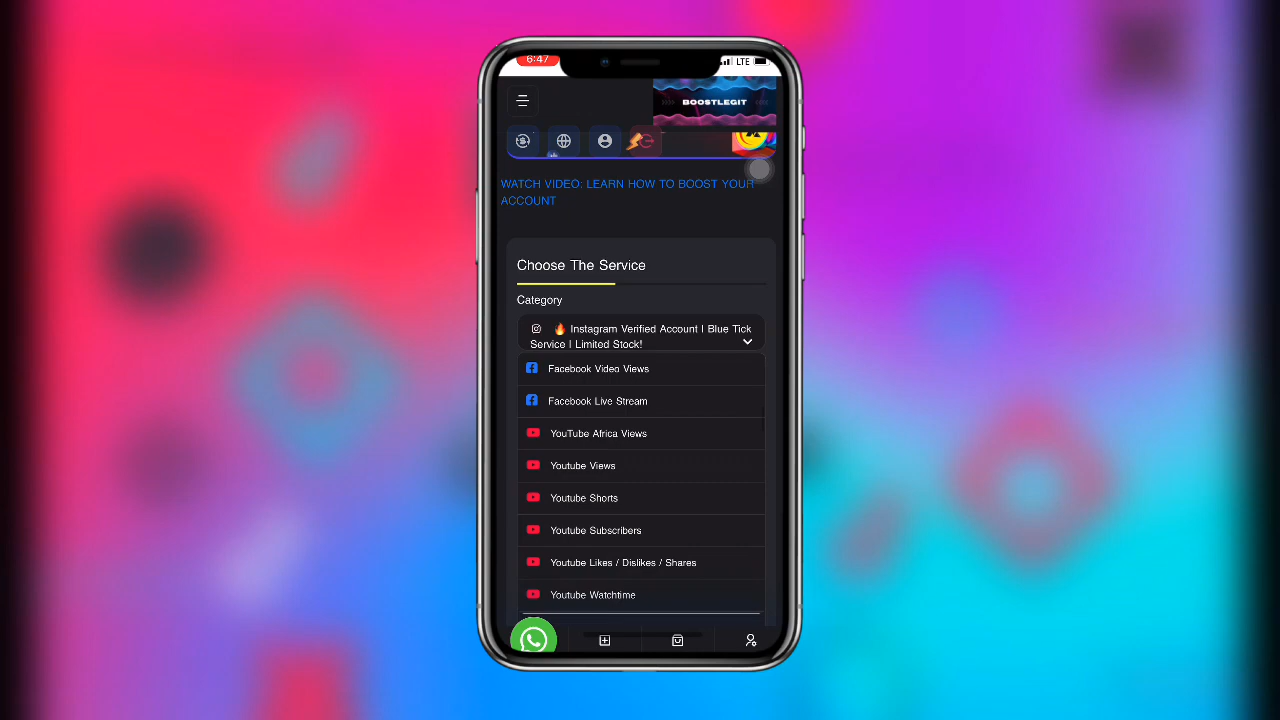 6:47
LTE
BOOSTLEGIT
WATCH VIDEO: LEARN HOW TO BOOST YOUR
ACCOUNT
Choose The Service
Category
🔥 Instagram Verified Account | Blue Tick
Service | Limited Stock!
Facebook Video Views
Facebook Live Stream
YouTube Africa Views
Youtube Views
Youtube Shorts
Youtube Subscribers
Youtube Likes / Dislikes / Shares
Youtube Watchtime